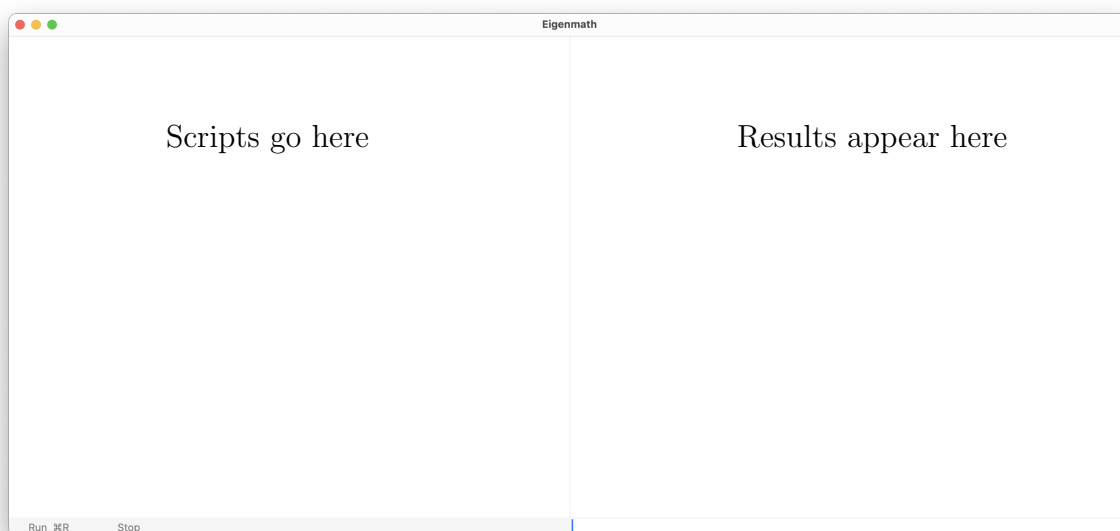 Eigenmath
Scripts go here
Results appear here
Run ⌘R
Stop